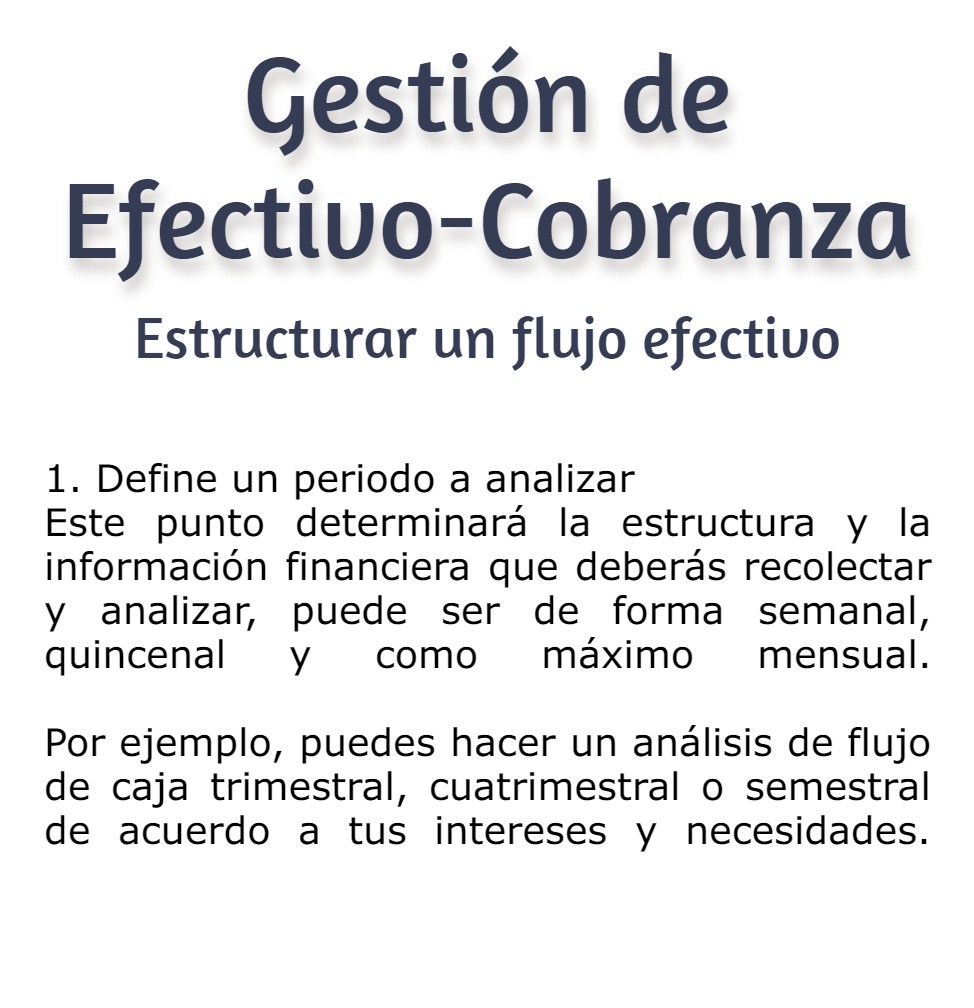 Gestión de
Efectivo-Cobranza
Estructurar un flujo efectivo
1. Define un periodo a analizar
Este punto determinará la estructura y la
información financiera que deberás recolectar
y analizar, puede ser de forma semanal,
quincenal y como máximo mensual.
Por ejemplo, puedes hacer un análisis de flujo
de caja trimestral, cuatrimestral o semestral
de acuerdo a tus intereses y necesidades.